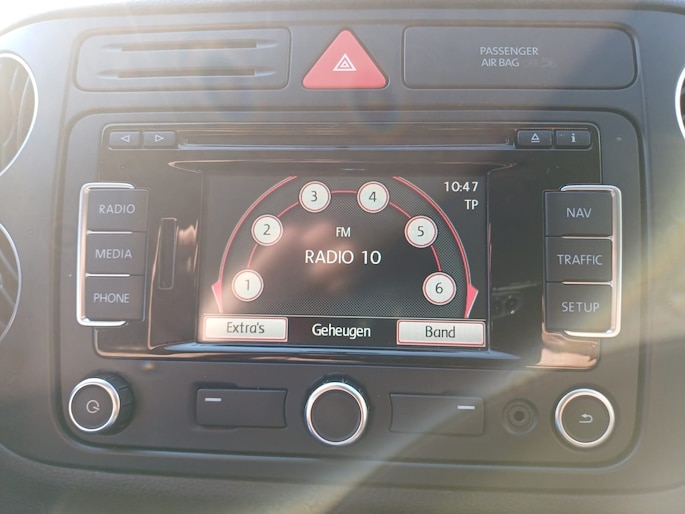 PASSENGER
AIR BAG
i
RADIO
MEDIA
PHONE
10:47
TP
1
2
3
4
5
6
FM
RADIO 10
Extra's
Geheugen
Band
NAV
TRAFFIC
SETUP